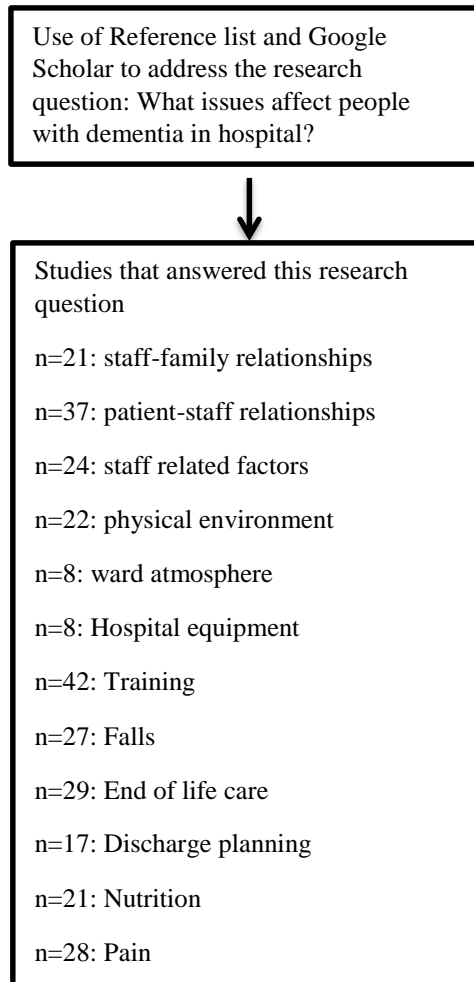 Use of Reference list and Google
Scholar to address the research
question: What issues affect people
with dementia in hospital?
Studies that answered this research
question
n=21: staff-family relationships
n=37: patient-staff relationships
n=24: staff related factors
n=22: physical environment
n=8: ward atmosphere
n=8: Hospital equipment
n=42: Training
n=27: Falls
n=29: End of life care
n=17: Discharge planning
n=21: Nutrition
n=28: Pain